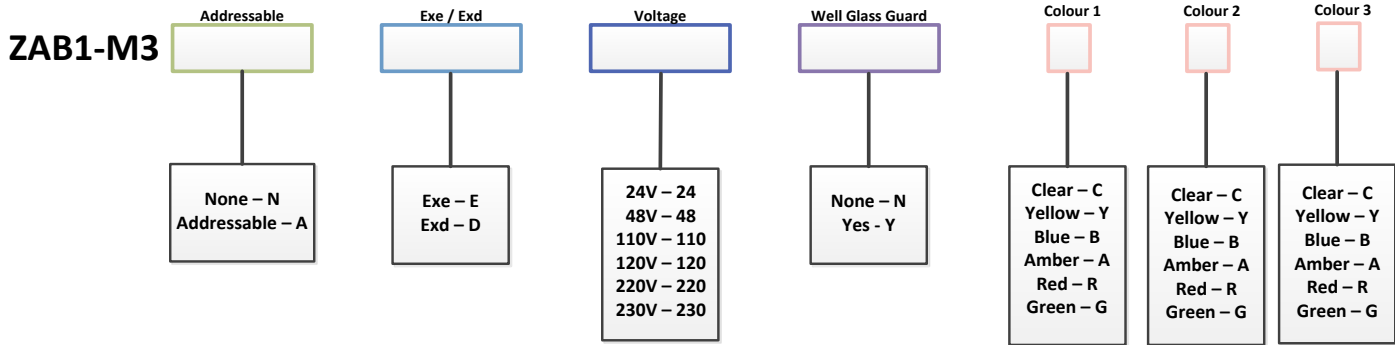 Addressable
Exe / Exd
Voltage
Well Glass Guard
Colour 1
Colour 2
Colour 3
ZAB1-M3
None – N
Addressable – A
Exe – E
Exd – D
24V – 24
48V – 48
110V – 110
120V – 120
220V – 220
230V – 230
None – N
Yes - Y
Clear – C
Yellow – Y
Blue – B
Amber – A
Red – R
Green – G
Clear – C
Yellow – Y
Blue – B
Amber – A
Red – R
Green – G
Clear – C
Yellow – Y
Blue – B
Amber – A
Red – R
Green – G